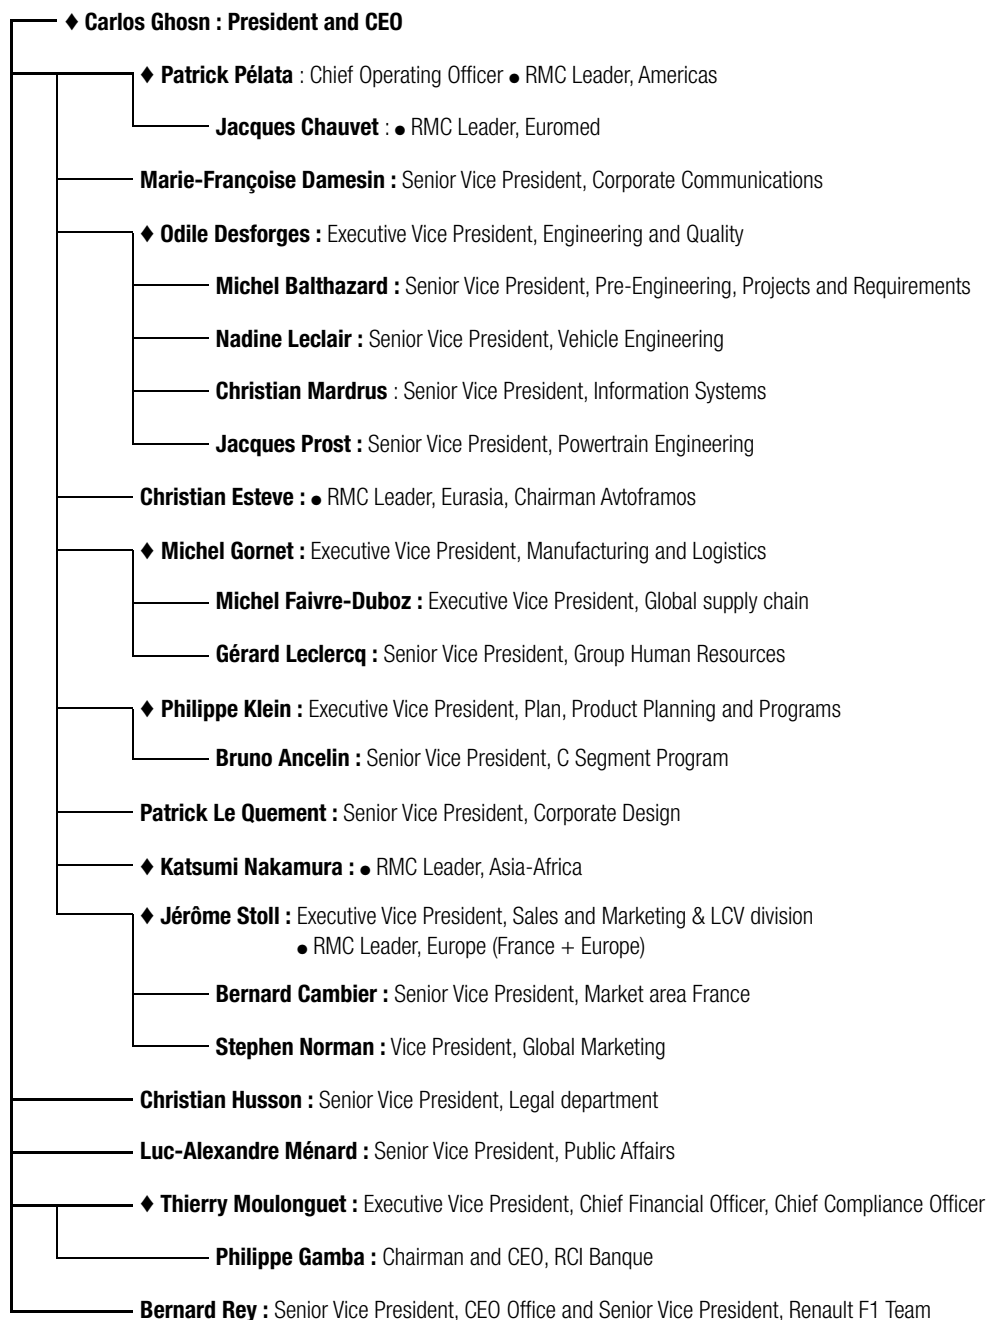 ♦ Carlos Ghosn : President and CEO
♦ Patrick Pélata : Chief Operating Officer ● RMC Leader, Americas
Jacques Chauvet : ● RMC Leader, Euromed
Marie-Françoise Damesin : Senior Vice President, Corporate Communications
♦ Odile Desforges : Executive Vice President, Engineering and Quality
Michel Balthazard : Senior Vice President, Pre-Engineering, Projects and Requirements
Nadine Leclair : Senior Vice President, Vehicle Engineering
Christian Mardrus : Senior Vice President, Information Systems
Jacques Prost : Senior Vice President, Powertrain Engineering
Christian Esteve : ● RMC Leader, Eurasia, Chairman Avtoframos
♦ Michel Gornet : Executive Vice President, Manufacturing and Logistics
Michel Faivre-Duboz : Executive Vice President, Global supply chain
Gérard Leclercq : Senior Vice President, Group Human Resources
♦ Philippe Klein : Executive Vice President, Plan, Product Planning and Programs
Bruno Ancelin : Senior Vice President, C Segment Program
Patrick Le Quement : Senior Vice President, Corporate Design
♦ Katsumi Nakamura : ● RMC Leader, Asia-Africa
♦ Jérôme Stoll : Executive Vice President, Sales and Marketing & LCV division
● RMC Leader, Europe (France + Europe)
Bernard Cambier : Senior Vice President, Market area France
Stephen Norman : Vice President, Global Marketing
Christian Husson : Senior Vice President, Legal department
Luc-Alexandre Ménard : Senior Vice President, Public Affairs
♦ Thierry Moulonguet : Executive Vice President, Chief Financial Officer, Chief Compliance Officer
Philippe Gamba : Chairman and CEO, RCI Banque
Bernard Rey : Senior Vice President, CEO Office and Senior Vice President, Renault F1 Team